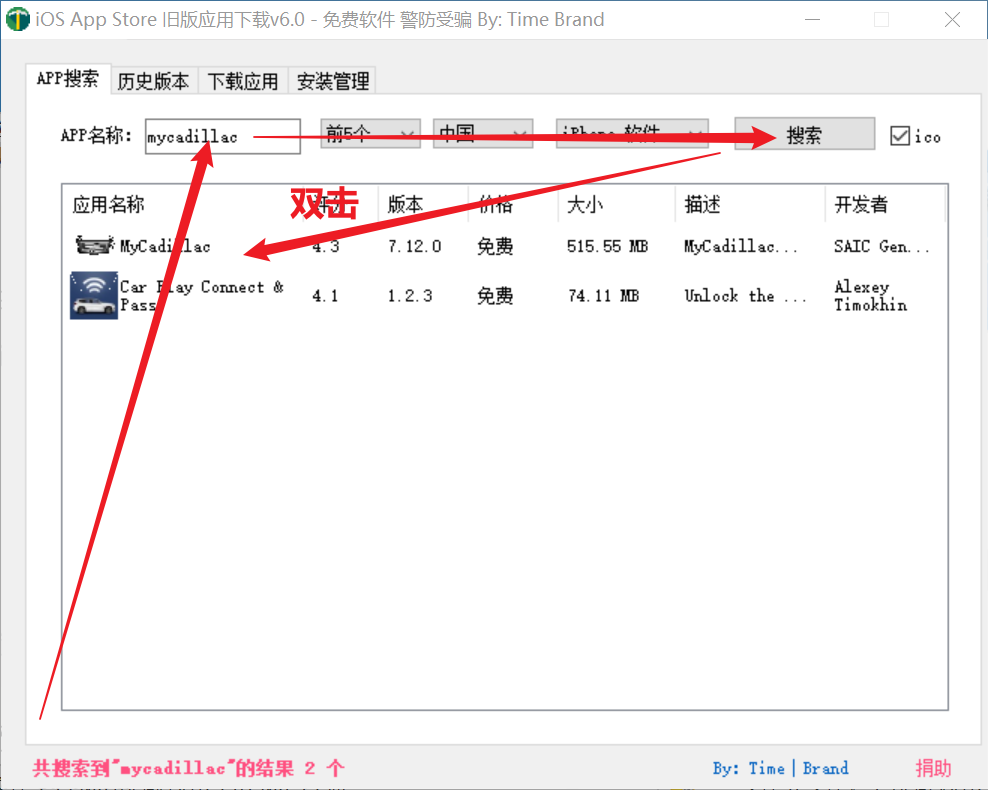 iOS App Store 旧版应用下载v6.0 - 免费软件 警防受骗 By: Time Brand
APP搜索 历史版本 下载应用 安装管理
APP名称: mycadillac 前5个 中国 iPhone 软件 搜索 ico
双击
应用名称 评分 版本 价格 大小 描述 开发者
MyCadillac 4.3 7.12.0 免费 515.55 MB MyCadillac... SAIC Gen...
Car Play Connect & Pass 4.1 1.2.3 免费 74.11 MB Unlock the ... Alexey Timokhin
共搜索到"mycadillac"的结果 2 个
By: Time|Brand 捐助